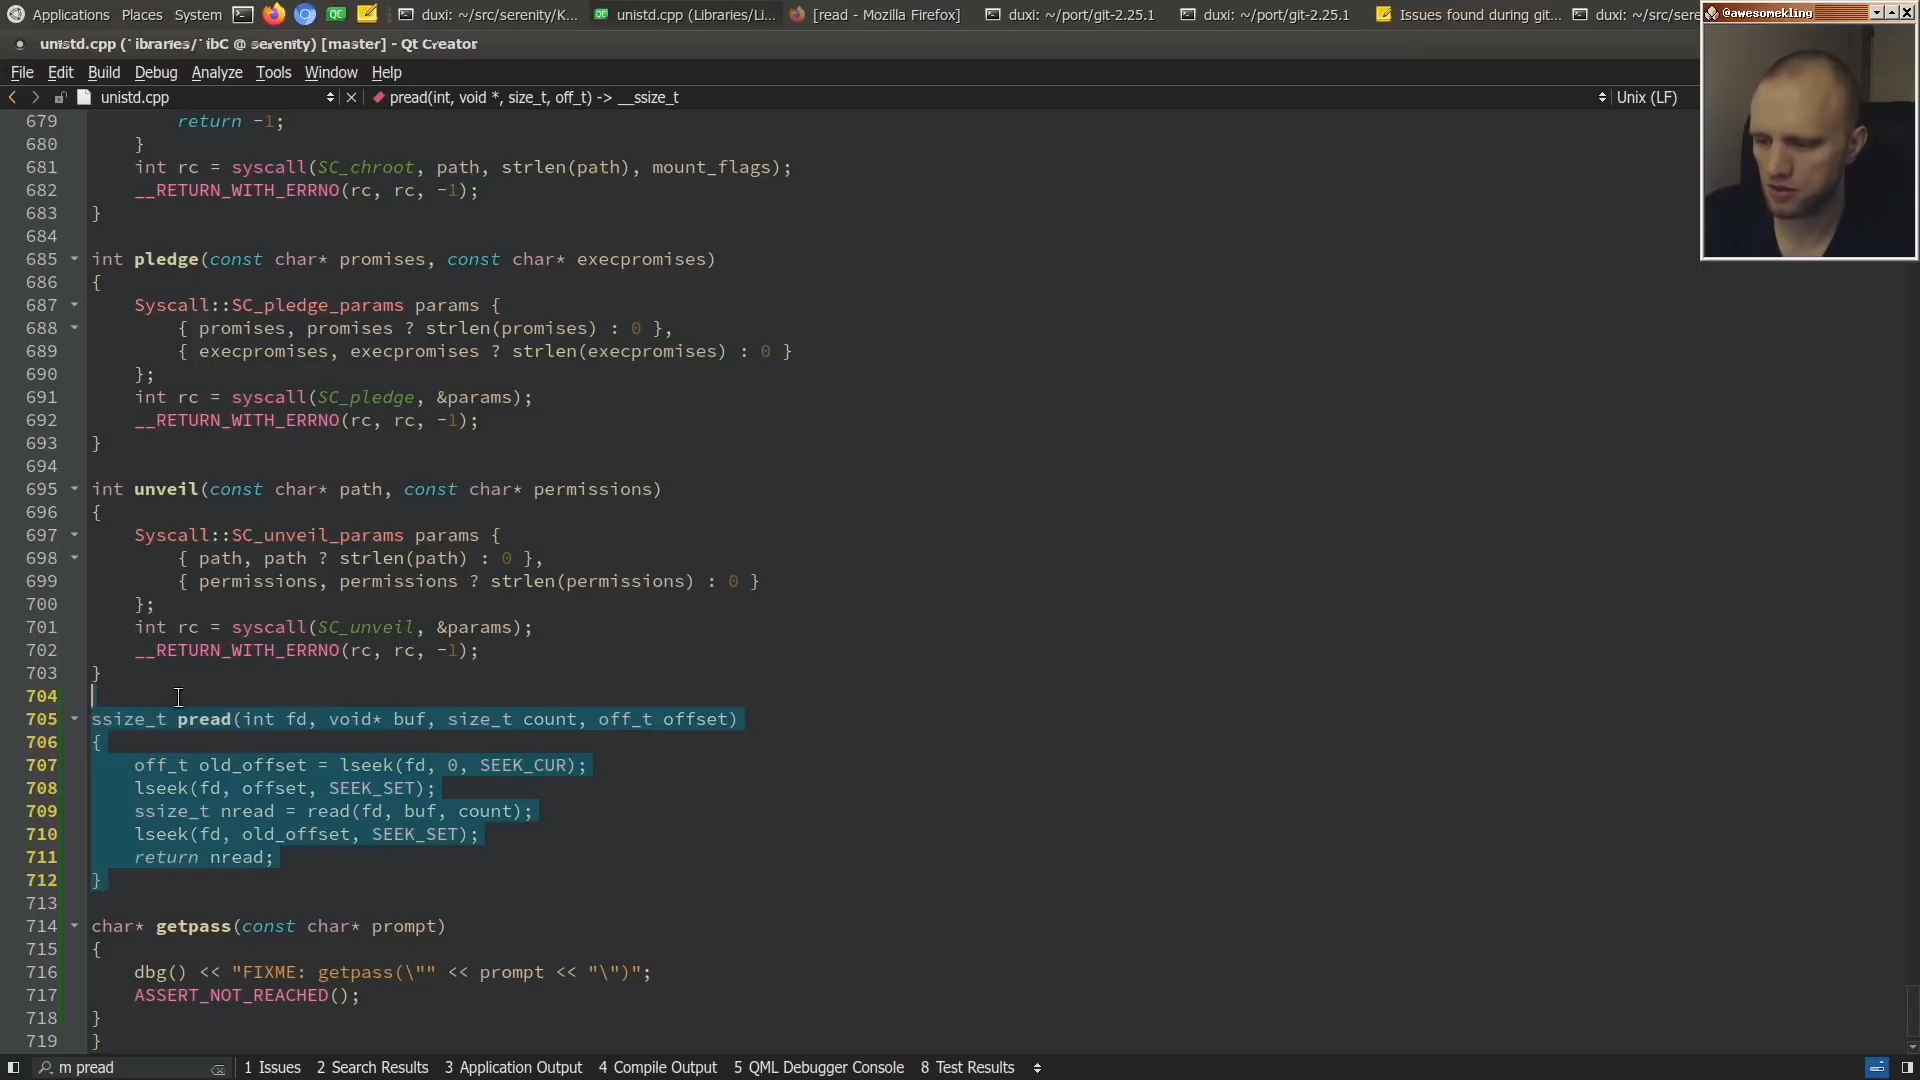 Applications Places System duxi: ~/src/serenity/K... unistd.cpp (Libraries/Li... [read - Mozilla Firefox] duxi: ~/port/git-2.25.1 duxi: ~/port/git-2.25.1 Issues found during git... duxi: ~/src/sere
@awesomekling
unistd.cpp ( ibraries/ ibC @ serenity) [master] - Qt Creator
File Edit Build Debug Analyze Tools Window Help
unistd.cpp pread(int, void *, size_t, off_t) -> __ssize_t Unix (LF)
679 return -1;
680 }
681 int rc = syscall(SC_chroot, path, strlen(path), mount_flags);
682 __RETURN_WITH_ERRNO(rc, rc, -1);
683 }
684
685 int pledge(const char* promises, const char* execpromises)
686 {
687 Syscall::SC_pledge_params params {
688 { promises, promises ? strlen(promises) : 0 },
689 { execpromises, execpromises ? strlen(execpromises) : 0 }
690 };
691 int rc = syscall(SC_pledge, &params);
692 __RETURN_WITH_ERRNO(rc, rc, -1);
693 }
694
695 int unveil(const char* path, const char* permissions)
696 {
697 Syscall::SC_unveil_params params {
698 { path, path ? strlen(path) : 0 },
699 { permissions, permissions ? strlen(permissions) : 0 }
700 };
701 int rc = syscall(SC_unveil, &params);
702 __RETURN_WITH_ERRNO(rc, rc, -1);
703 }
704
705 ssize_t pread(int fd, void* buf, size_t count, off_t offset)
706 {
707 off_t old_offset = lseek(fd, 0, SEEK_CUR);
708 lseek(fd, offset, SEEK_SET);
709 ssize_t nread = read(fd, buf, count);
710 lseek(fd, old_offset, SEEK_SET);
711 return nread;
712 }
713
714 char* getpass(const char* prompt)
715 {
716 dbg() << "FIXME: getpass(\"" << prompt << "\")";
717 ASSERT_NOT_REACHED();
718 }
719 }
m pread 1 Issues 2 Search Results 3 Application Output 4 Compile Output 5 QML Debugger Console 8 Test Results